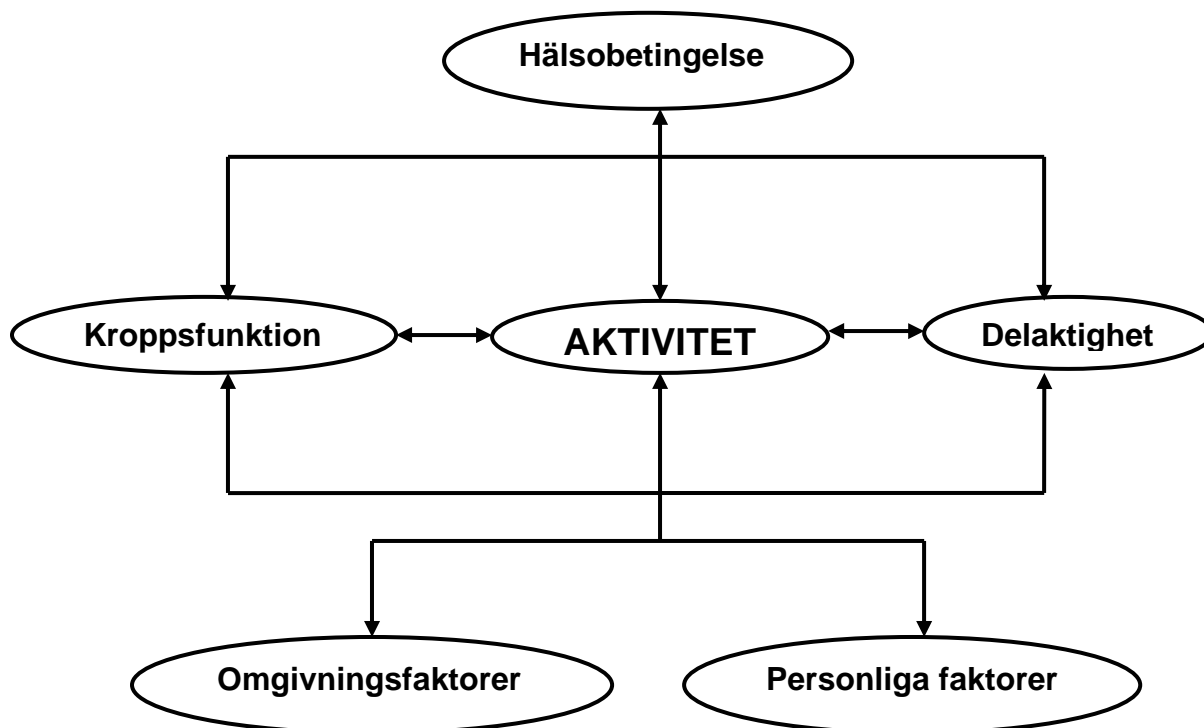 Hälsobetingelse
Kroppsfunktion
AKTIVITET
Delaktighet
Omgivningsfaktorer
Personliga faktorer